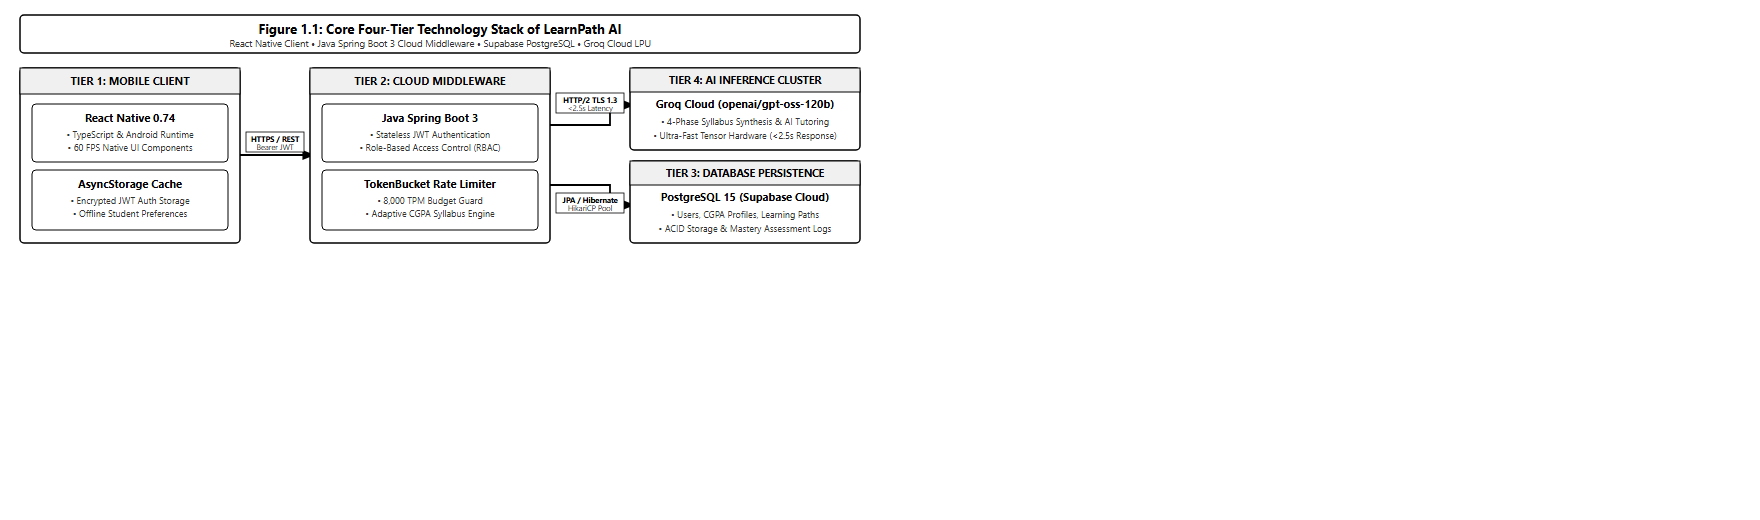 Figure 1.1: Core Four-Tier Technology Stack of LearnPath AI
React Native Client • Java Spring Boot 3 Cloud Middleware • Supabase PostgreSQL • Groq Cloud LPU
TIER 1: MOBILE CLIENT
React Native 0.74
• TypeScript & Android Runtime
• 60 FPS Native UI Components
AsyncStorage Cache
• Encrypted JWT Auth Storage
• Offline Student Preferences
HTTPS / REST
Bearer JWT
TIER 2: CLOUD MIDDLEWARE
Java Spring Boot 3
• Stateless JWT Authentication
• Role-Based Access Control (RBAC)
TokenBucket Rate Limiter
• 8,000 TPM Budget Guard
• Adaptive CGPA Syllabus Engine
HTTP/2 TLS 1.3
<2.5s Latency
JPA / Hibernate
HikariCP Pool
TIER 4: AI INFERENCE CLUSTER
Groq Cloud (openai/gpt-oss-120b)
• 4-Phase Syllabus Synthesis & AI Tutoring
• Ultra-Fast Tensor Hardware (<2.5s Response)
TIER 3: DATABASE PERSISTENCE
PostgreSQL 15 (Supabase Cloud)
• Users, CGPA Profiles, Learning Paths
• ACID Storage & Mastery Assessment Logs